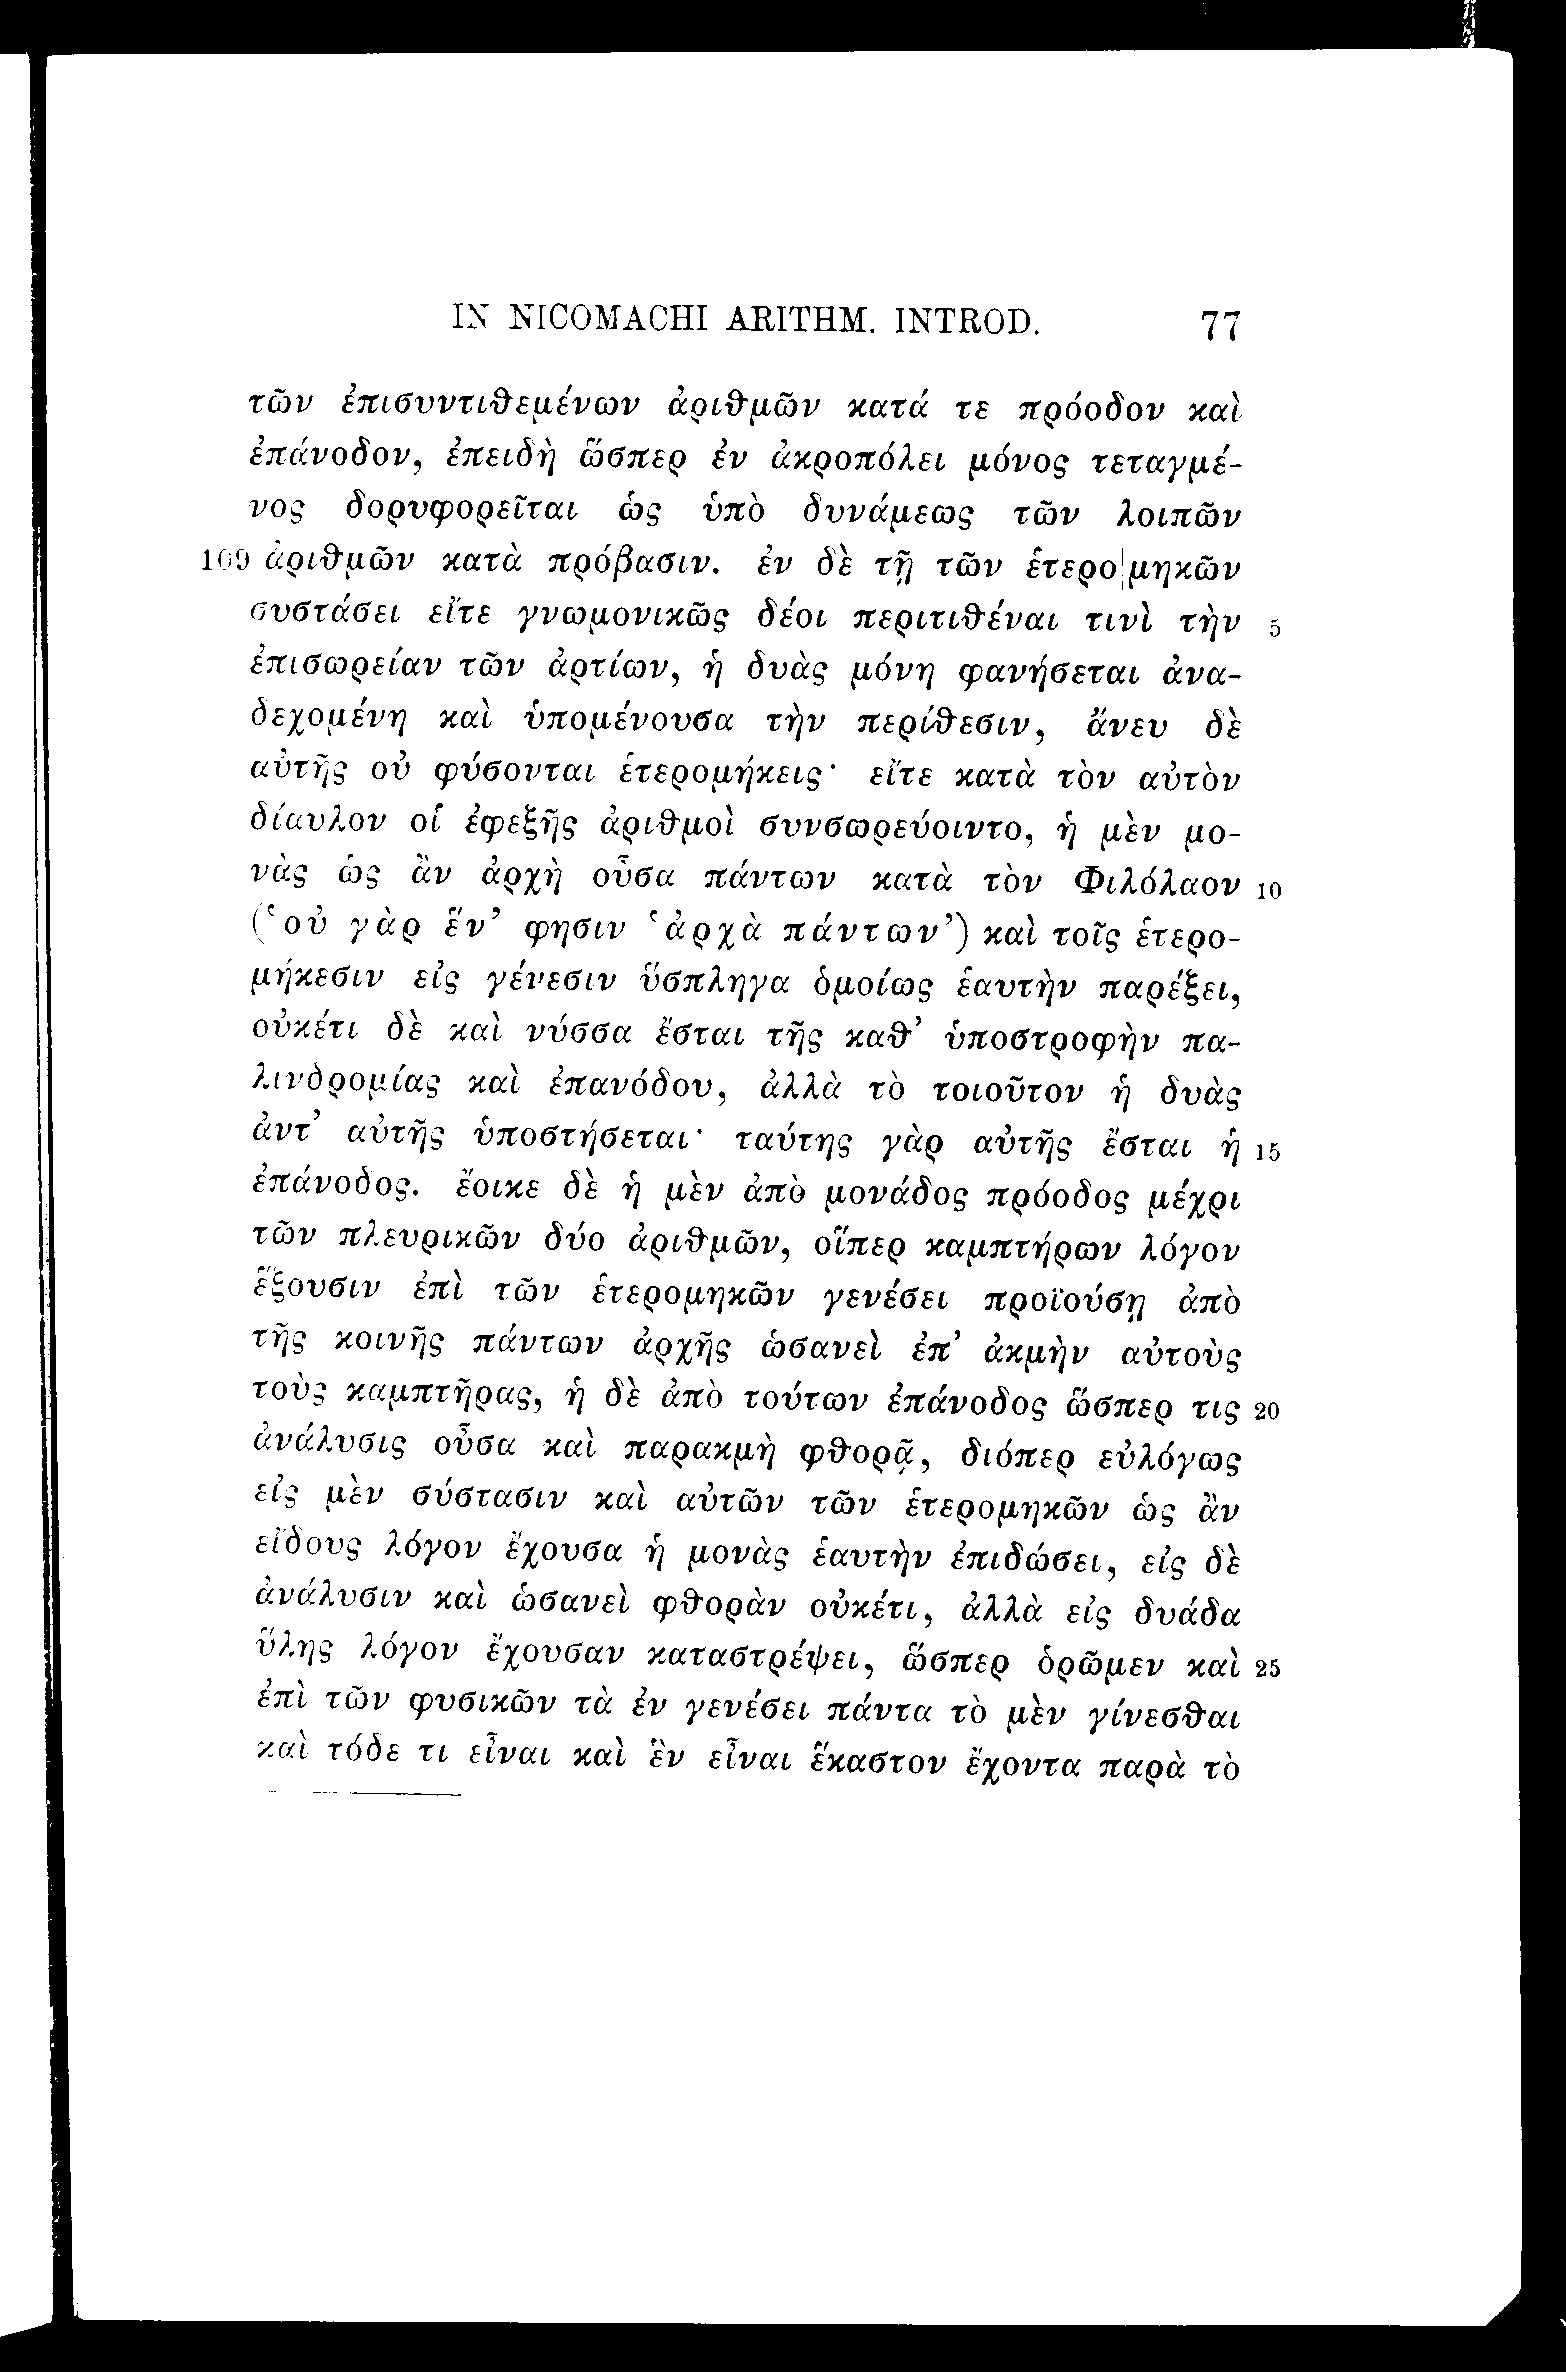 IN NICOMACHI ARITHM. INTROD. 77
τῶν ἐπισυντιθεμένων ἀριθμῶν κατά τε πρόοδον καὶ
ἐπάνοδον, ἐπειδὴ ὥσπερ ἐν ἀκροπόλει μόνος τεταγμέ-
νος δορυφορεῖται ὡς ὑπὸ δυνάμεως τῶν λοιπῶν
109 ἀριθμῶν κατὰ πρόβασιν. ἐν δὲ τῇ τῶν ἑτερο|μηκῶν
συστάσει εἴτε γνωμονικῶς δέοι περιτιθέναι τινὶ τὴν 5
ἐπισωρείαν τῶν ἀρτίων, ἡ δυὰς μόνη φανήσεται ἀνα-
δεχομένη καὶ ὑπομένουσα τὴν περίθεσιν, ἄνευ δὲ
αὐτῆς οὐ φύσονται ἑτερομήκεις· εἴτε κατὰ τὸν αὐτὸν
δίαυλον οἱ ἐφεξῆς ἀριθμοὶ συνσωρεύοιντο, ἡ μὲν μο-
νὰς ὡς ἂν ἀρχὴ οὖσα πάντων κατὰ τὸν Φιλόλαον 10
(‘οὐ γὰρ ἕν’ φησιν ‘ἀρχὰ πάντων’) καὶ τοῖς ἑτερο-
μήκεσιν εἰς γένεσιν ὕσπληγα ὁμοίως ἑαυτὴν παρέξει,
οὐκέτι δὲ καὶ νύσσα ἔσται τῆς καθ’ ὑποστροφὴν πα-
λινδρομίας καὶ ἐπανόδου, ἀλλὰ τὸ τοιοῦτον ἡ δυὰς
ἀντ’ αὐτῆς ὑποστήσεται· ταύτης γὰρ αὐτῆς ἔσται ἡ 15
ἐπάνοδος. ἔοικε δὲ ἡ μὲν ἀπὸ μονάδος πρόοδος μέχρι
τῶν πλευρικῶν δύο ἀριθμῶν, οἵπερ καμπτήρων λόγον
ἕξουσιν ἐπὶ τῶν ἑτερομηκῶν γενέσει προϊούσῃ ἀπὸ
τῆς κοινῆς πάντων ἀρχῆς ὡσανεὶ ἐπ’ ἀκμὴν αὐτοὺς
τοὺς καμπτῆρας, ἡ δὲ ἀπὸ τούτων ἐπάνοδος ὥσπερ τις 20
ἀνάλυσις οὖσα καὶ παρακμὴ φθορᾷ, διόπερ εὐλόγως
εἰς μὲν σύστασιν καὶ αὐτῶν τῶν ἑτερομηκῶν ὡς ἂν
εἴδους λόγον ἔχουσα ἡ μονὰς ἑαυτὴν ἐπιδώσει, εἰς δὲ
ἀνάλυσιν καὶ ὡσανεὶ φθορὰν οὐκέτι, ἀλλὰ εἰς δυάδα
ὕλης λόγον ἔχουσαν καταστρέψει, ὥσπερ ὁρῶμεν καὶ 25
ἐπὶ τῶν φυσικῶν τὰ ἐν γενέσει πάντα τὸ μὲν γίνεσθαι
καὶ τόδε τι εἶναι καὶ ἓν εἶναι ἕκαστον ἔχοντα παρὰ τὸ